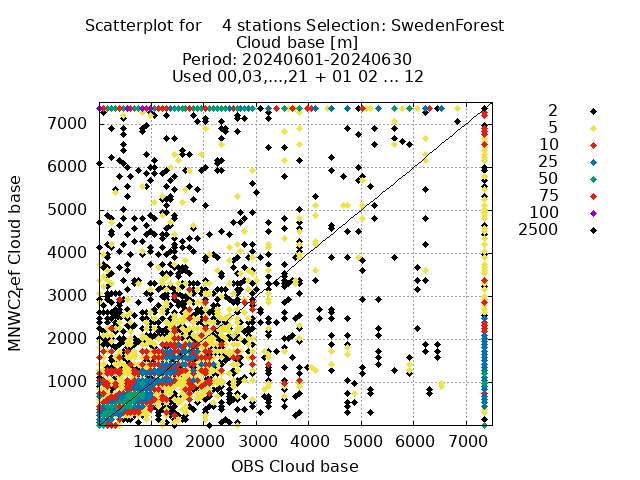 Scatterplot for 4 stations Selection: SwedenForest
Cloud base [m]
Period: 20240601-20240630
Used 00,03,...,21 + 01 02 ... 12
2
5
10
25
50
75
100
2500
7000
6000
5000
4000
3000
2000
1000
1000 2000 3000 4000 5000 6000 7000
OBS Cloud base
Cloud base